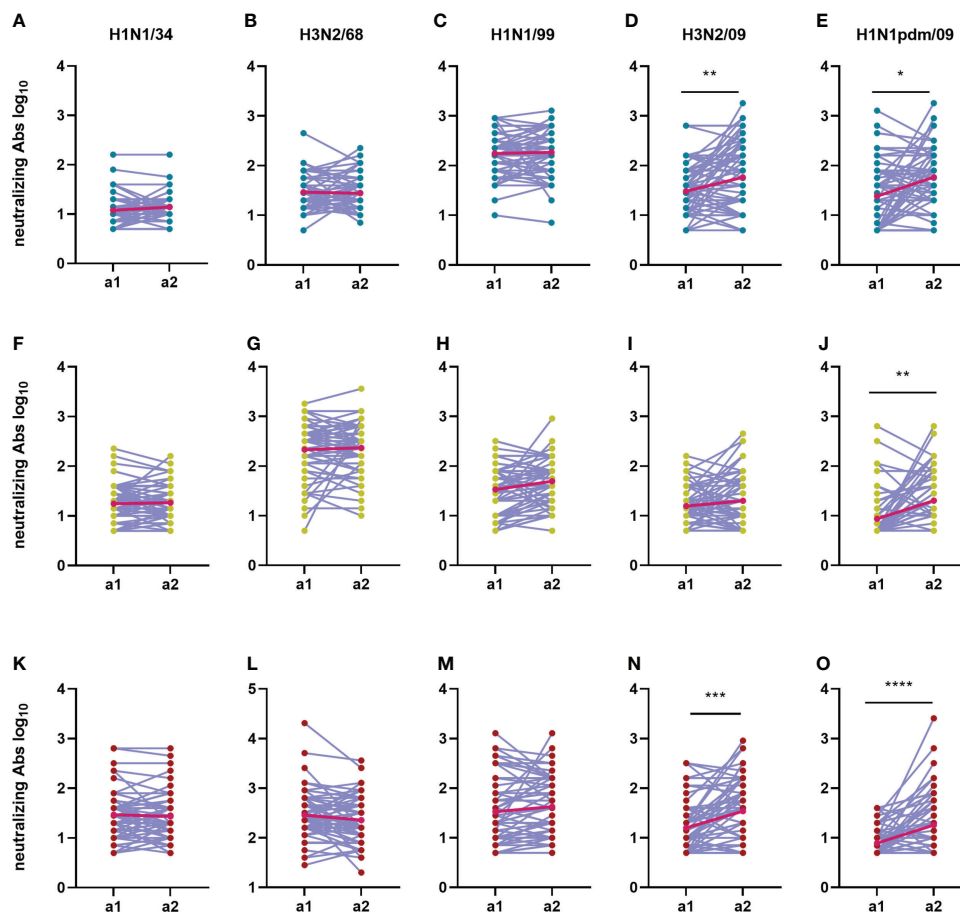 A B C D E
H1N1/34 H3N2/68 H1N1/99 H3N2/09 H1N1pdm/09
neutralizing Abs log10
4 4 4 4 4
** *
3 3 3 3 3
2 2 2 2 2
1 1 1 1 1
0 0 0 0 0
a1 a2 a1 a2 a1 a2 a1 a2 a1 a2
F G H I J
neutralizing Abs log10
4 4 4 4 4
**
3 3 3 3 3
2 2 2 2 2
1 1 1 1 1
0 0 0 0 0
a1 a2 a1 a2 a1 a2 a1 a2 a1 a2
K L M N O
neutralizing Abs log10
4 5 4 4 4
*** ****
3 4 3 3 3
2 3 2 2 2
1 2 1 1 1
0 1 0 0 0
a1 a2 a1 a2 a1 a2 a1 a2 a1 a2